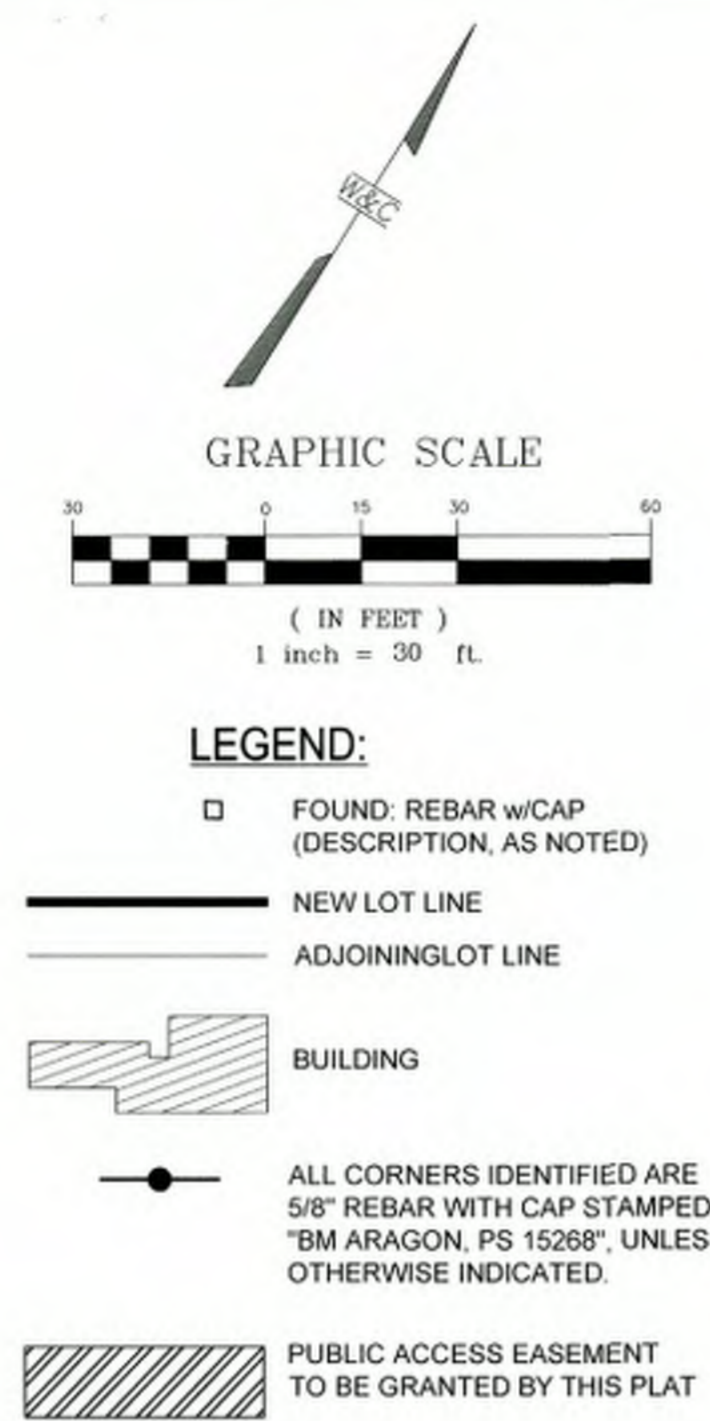 W&C
GRAPHIC SCALE
30 0 15 30 60
( IN FEET )
1 inch = 30 ft.
LEGEND:
FOUND: REBAR w/CAP
(DESCRIPTION, AS NOTED)
NEW LOT LINE
ADJOININGLOT LINE
BUILDING
ALL CORNERS IDENTIFIED ARE
5/8" REBAR WITH CAP STAMPED
"BM ARAGON, PS 15268", UNLES
OTHERWISE INDICATED.
PUBLIC ACCESS EASEMENT
TO BE GRANTED BY THIS PLAT